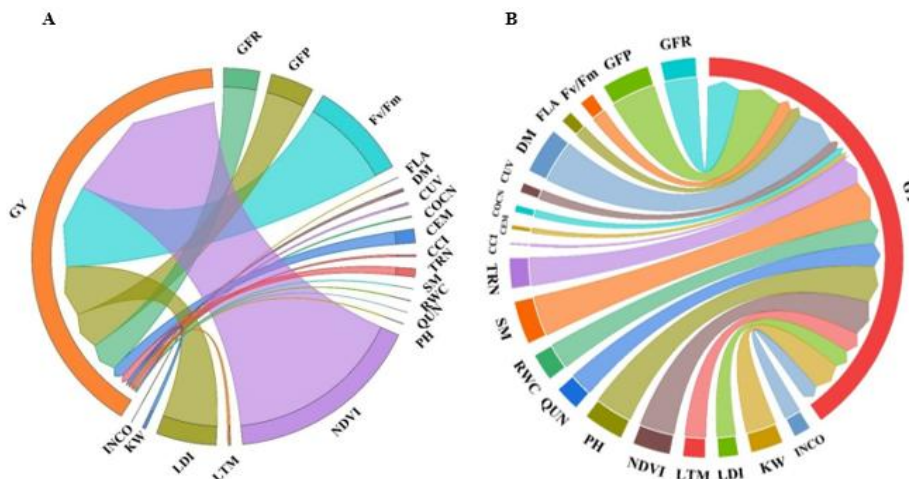 A
GFR
GFP
Fv/Fm
FLA
DM
CUV
COCN
CEM
CCI
TRN
SM
RWC
QUN
PH
NDVI
LTM
LDI
KW
INCO
GY
B
GFR
GFP
Fv/Fm
FLA
DM
CUV
COCN
CEM
CCI
TRN
SM
RWC
QUN
PH
NDVI
LTM
LDI
KW
INCO